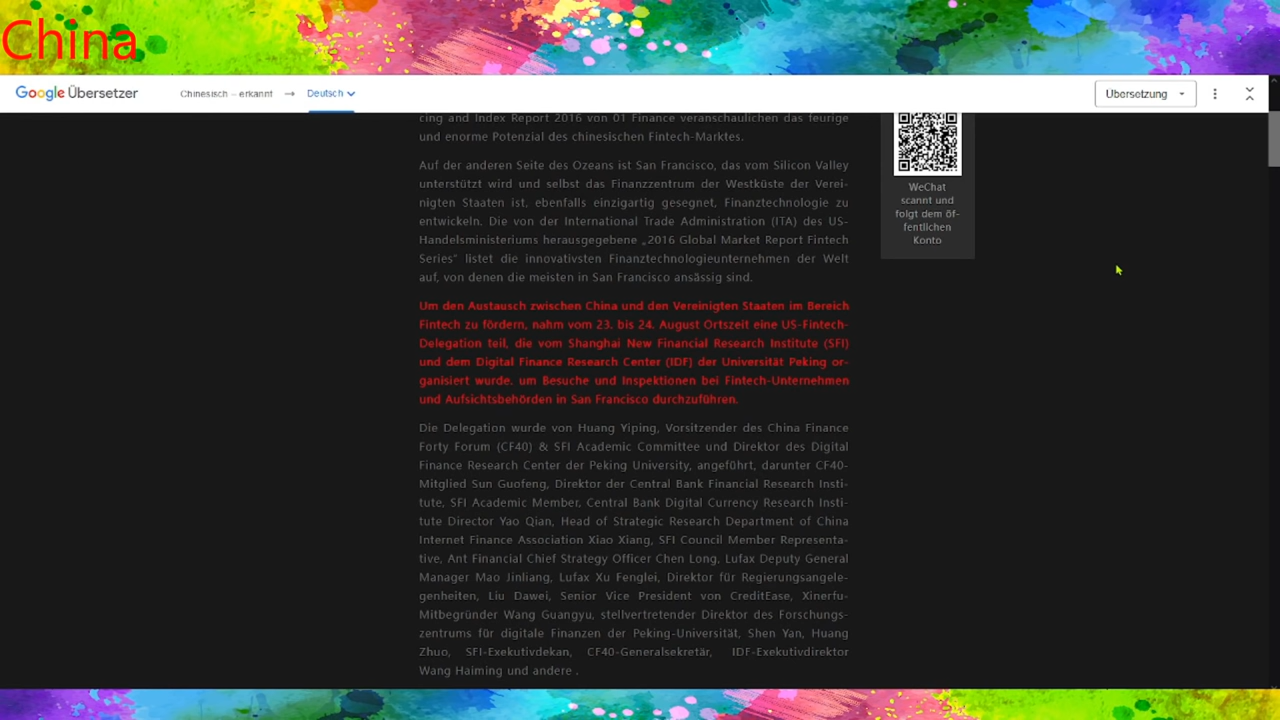 China
Google Übersetzer
Chinesisch – erkannt → Deutsch
Übersetzung
cing and Index Report 2016 von 01 Finance veranschaulichen das feurige
und enorme Potenzial des chinesischen Fintech-Marktes.
Auf der anderen Seite des Ozeans ist San Francisco, das vom Silicon Valley
unterstützt wird und selbst das Finanzzentrum der Westküste der Verei-
nigten Staaten ist, ebenfalls einzigartig gesegnet, Finanztechnologie zu
entwickeln. Die von der International Trade Administration (ITA) des US-
Handelsministeriums herausgegebene „2016 Global Market Report Fintech
Series“ listet die innovativsten Finanztechnologieunternehmen der Welt
auf, von denen die meisten in San Francisco ansässig sind.
Um den Austausch zwischen China und den Vereinigten Staaten im Bereich
Fintech zu fördern, nahm vom 23. bis 24. August Ortszeit eine US-Fintech-
Delegation teil, die vom Shanghai New Financial Research Institute (SFI)
und dem Digital Finance Research Center (IDF) der Universität Peking or-
ganisiert wurde. um Besuche und Inspektionen bei Fintech-Unternehmen
und Aufsichtsbehörden in San Francisco durchzuführen.
Die Delegation wurde von Huang Yiping, Vorsitzender des China Finance
Forty Forum (CF40) & SFI Academic Committee und Direktor des Digital
Finance Research Center der Peking University, angeführt, darunter CF40-
Mitglied Sun Guofeng, Direktor der Central Bank Financial Research Insti-
tute, SFI Academic Member, Central Bank Digital Currency Research Insti-
tute Director Yao Qian, Head of Strategic Research Department of China
Internet Finance Association Xiao Xiang, SFI Council Member Representa-
tive, Ant Financial Chief Strategy Officer Chen Long, Lufax Deputy General
Manager Mao Jinliang, Lufax Xu Fenglei, Direktor für Regierungsangele-
genheiten, Liu Dawei, Senior Vice President von CreditEase, Xinerfu-
Mitbegründer Wang Guangyu, stellvertretender Direktor des Forschungs-
zentrums für digitale Finanzen der Peking-Universität, Shen Yan, Huang
Zhuo, SFI-Exekutivdekan, CF40-Generalsekretär, IDF-Exekutivdirektor
Wang Haiming und andere .
WeChat
scannt und
folgt dem öf-
fentlichen
Konto